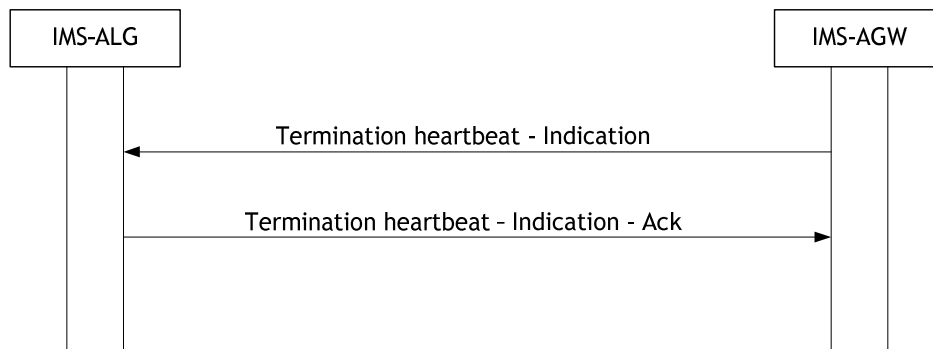 IMS-ALG
IMS-AGW
Termination heartbeat - Indication
Termination heartbeat – Indication - Ack